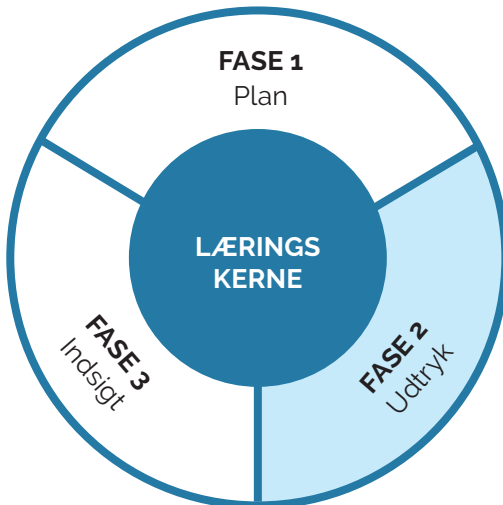 FASE 1
Plan
LÆRINGS
KERNE
FASE 2
Udtryk
FASE 3
Indsigt